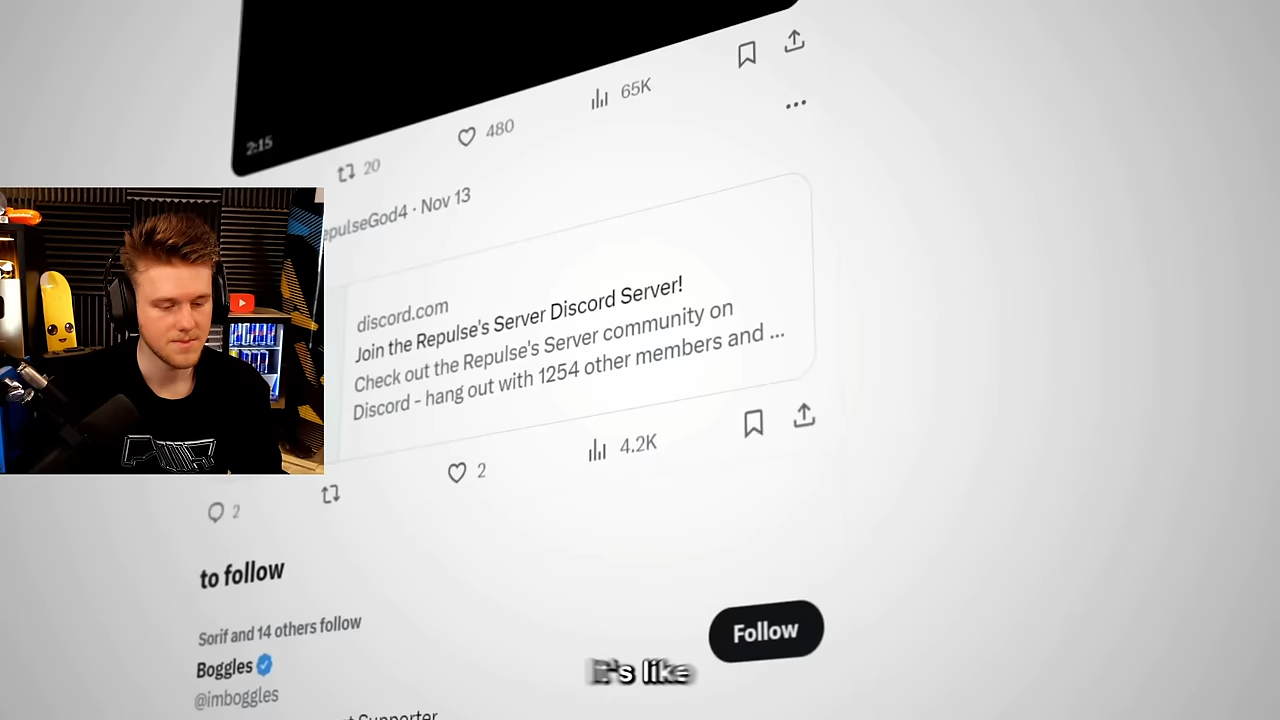 2:15
20
480
65K
epulseGod4 · Nov 13
discord.com
Join the Repulse's Server Discord Server!
Check out the Repulse's Server community on
Discord - hang out with 1254 other members and ...
2
2
4.2K
to follow
Sorif and 14 others follow
Boggles
@imboggles
Follow
It's like
t Supporter